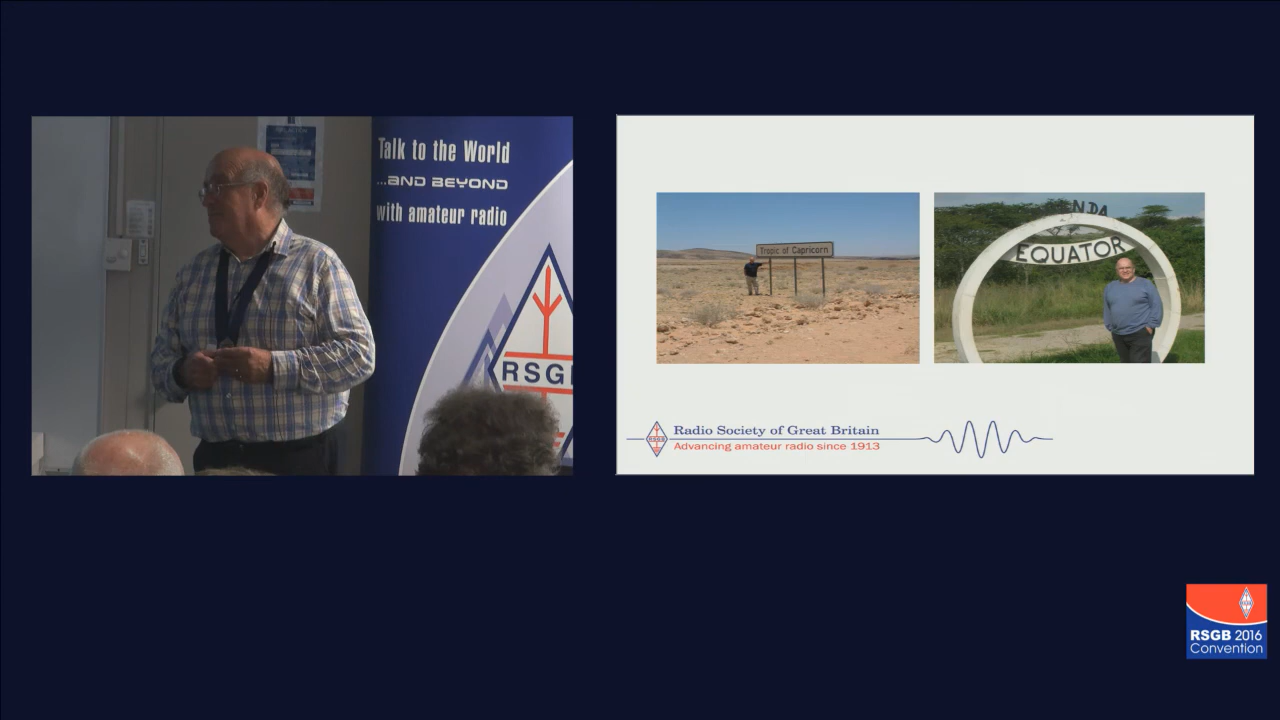 Talk to the World
...AND BEYOND
with amateur radio
RSG
Tropic of Capricorn
EQUATOR
RSGB
Radio Society of Great Britain
Advancing amateur radio since 1913
RSGB 2016
Convention